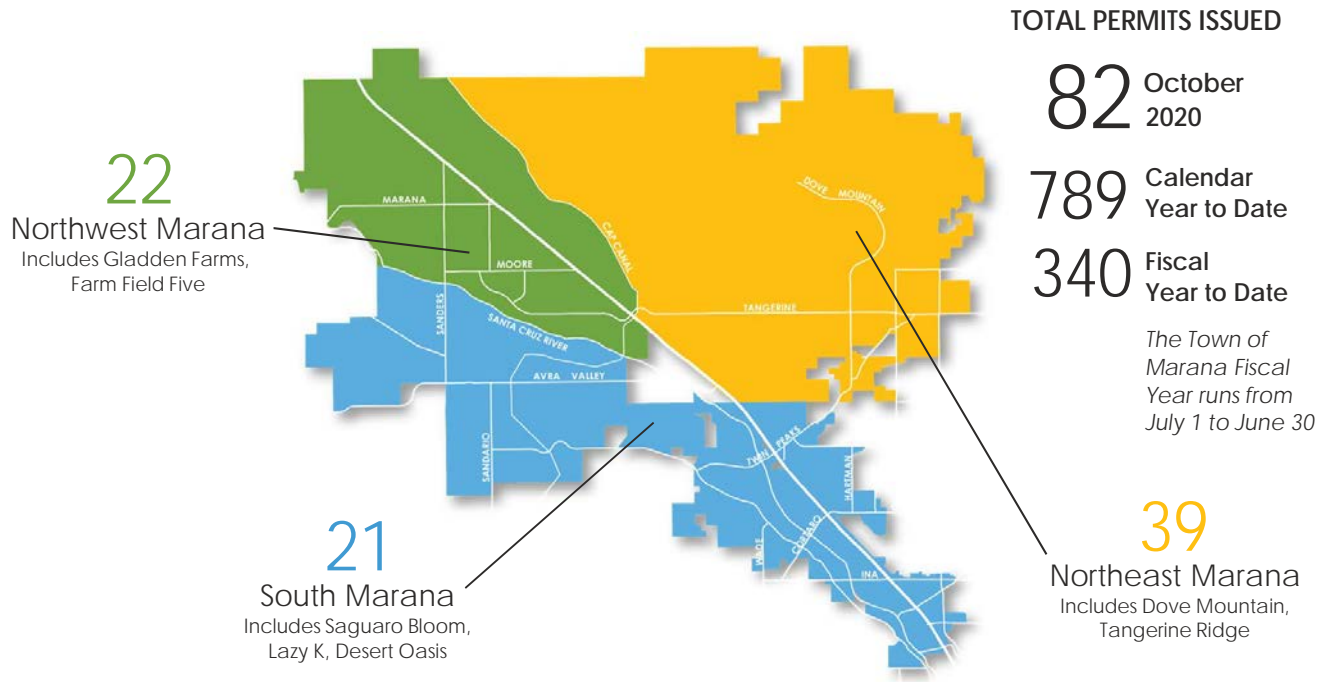 TOTAL PERMITS ISSUED
82 October
2020
789 Calendar
Year to Date
340 Fiscal
Year to Date
The Town of
Marana Fiscal
Year runs from
July 1 to June 30
22
Northwest Marana
Includes Gladden Farms,
Farm Field Five
MARANA
MOORE
CAP CANAL
DOVE MOUNTAIN
TANGERINE
SANDERS
SANTA CRUZ RIVER
AVRA VALLEY
SANDARIO
TWIN PEAKS
HARTMAN
WADE
CORTARO
INA
21
South Marana
Includes Saguaro Bloom,
Lazy K, Desert Oasis
39
Northeast Marana
Includes Dove Mountain,
Tangerine Ridge